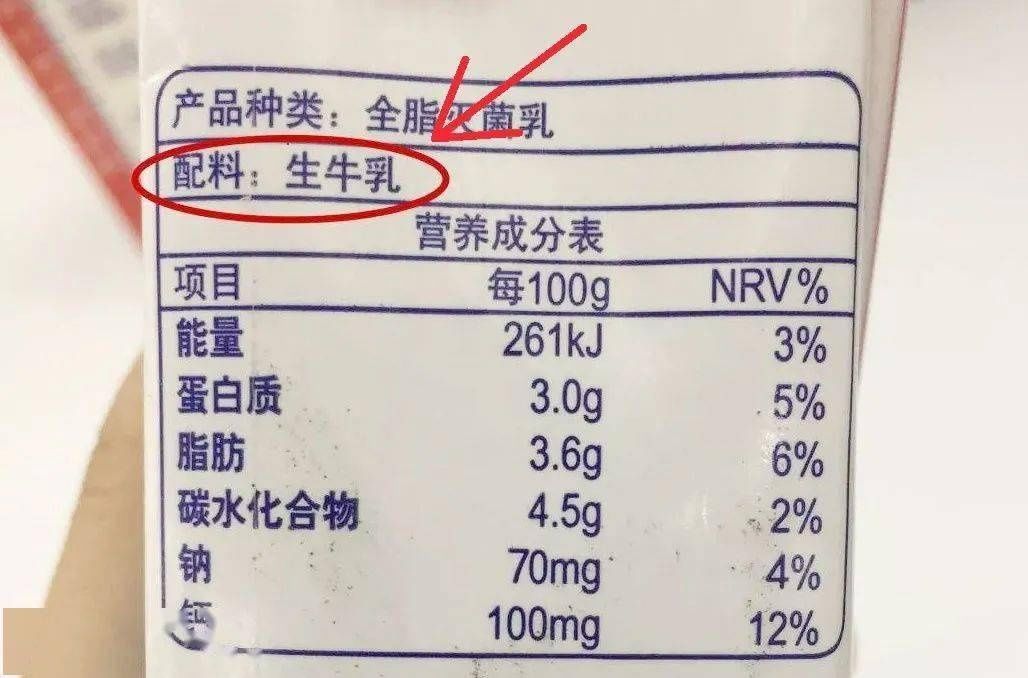 产品种类：全脂灭菌乳
配料：生牛乳
营养成分表
项目 每100g NRV%
能量 261kJ 3%
蛋白质 3.0g 5%
脂肪 3.6g 6%
碳水化合物 4.5g 2%
钠 70mg 4%
钙 100mg 12%